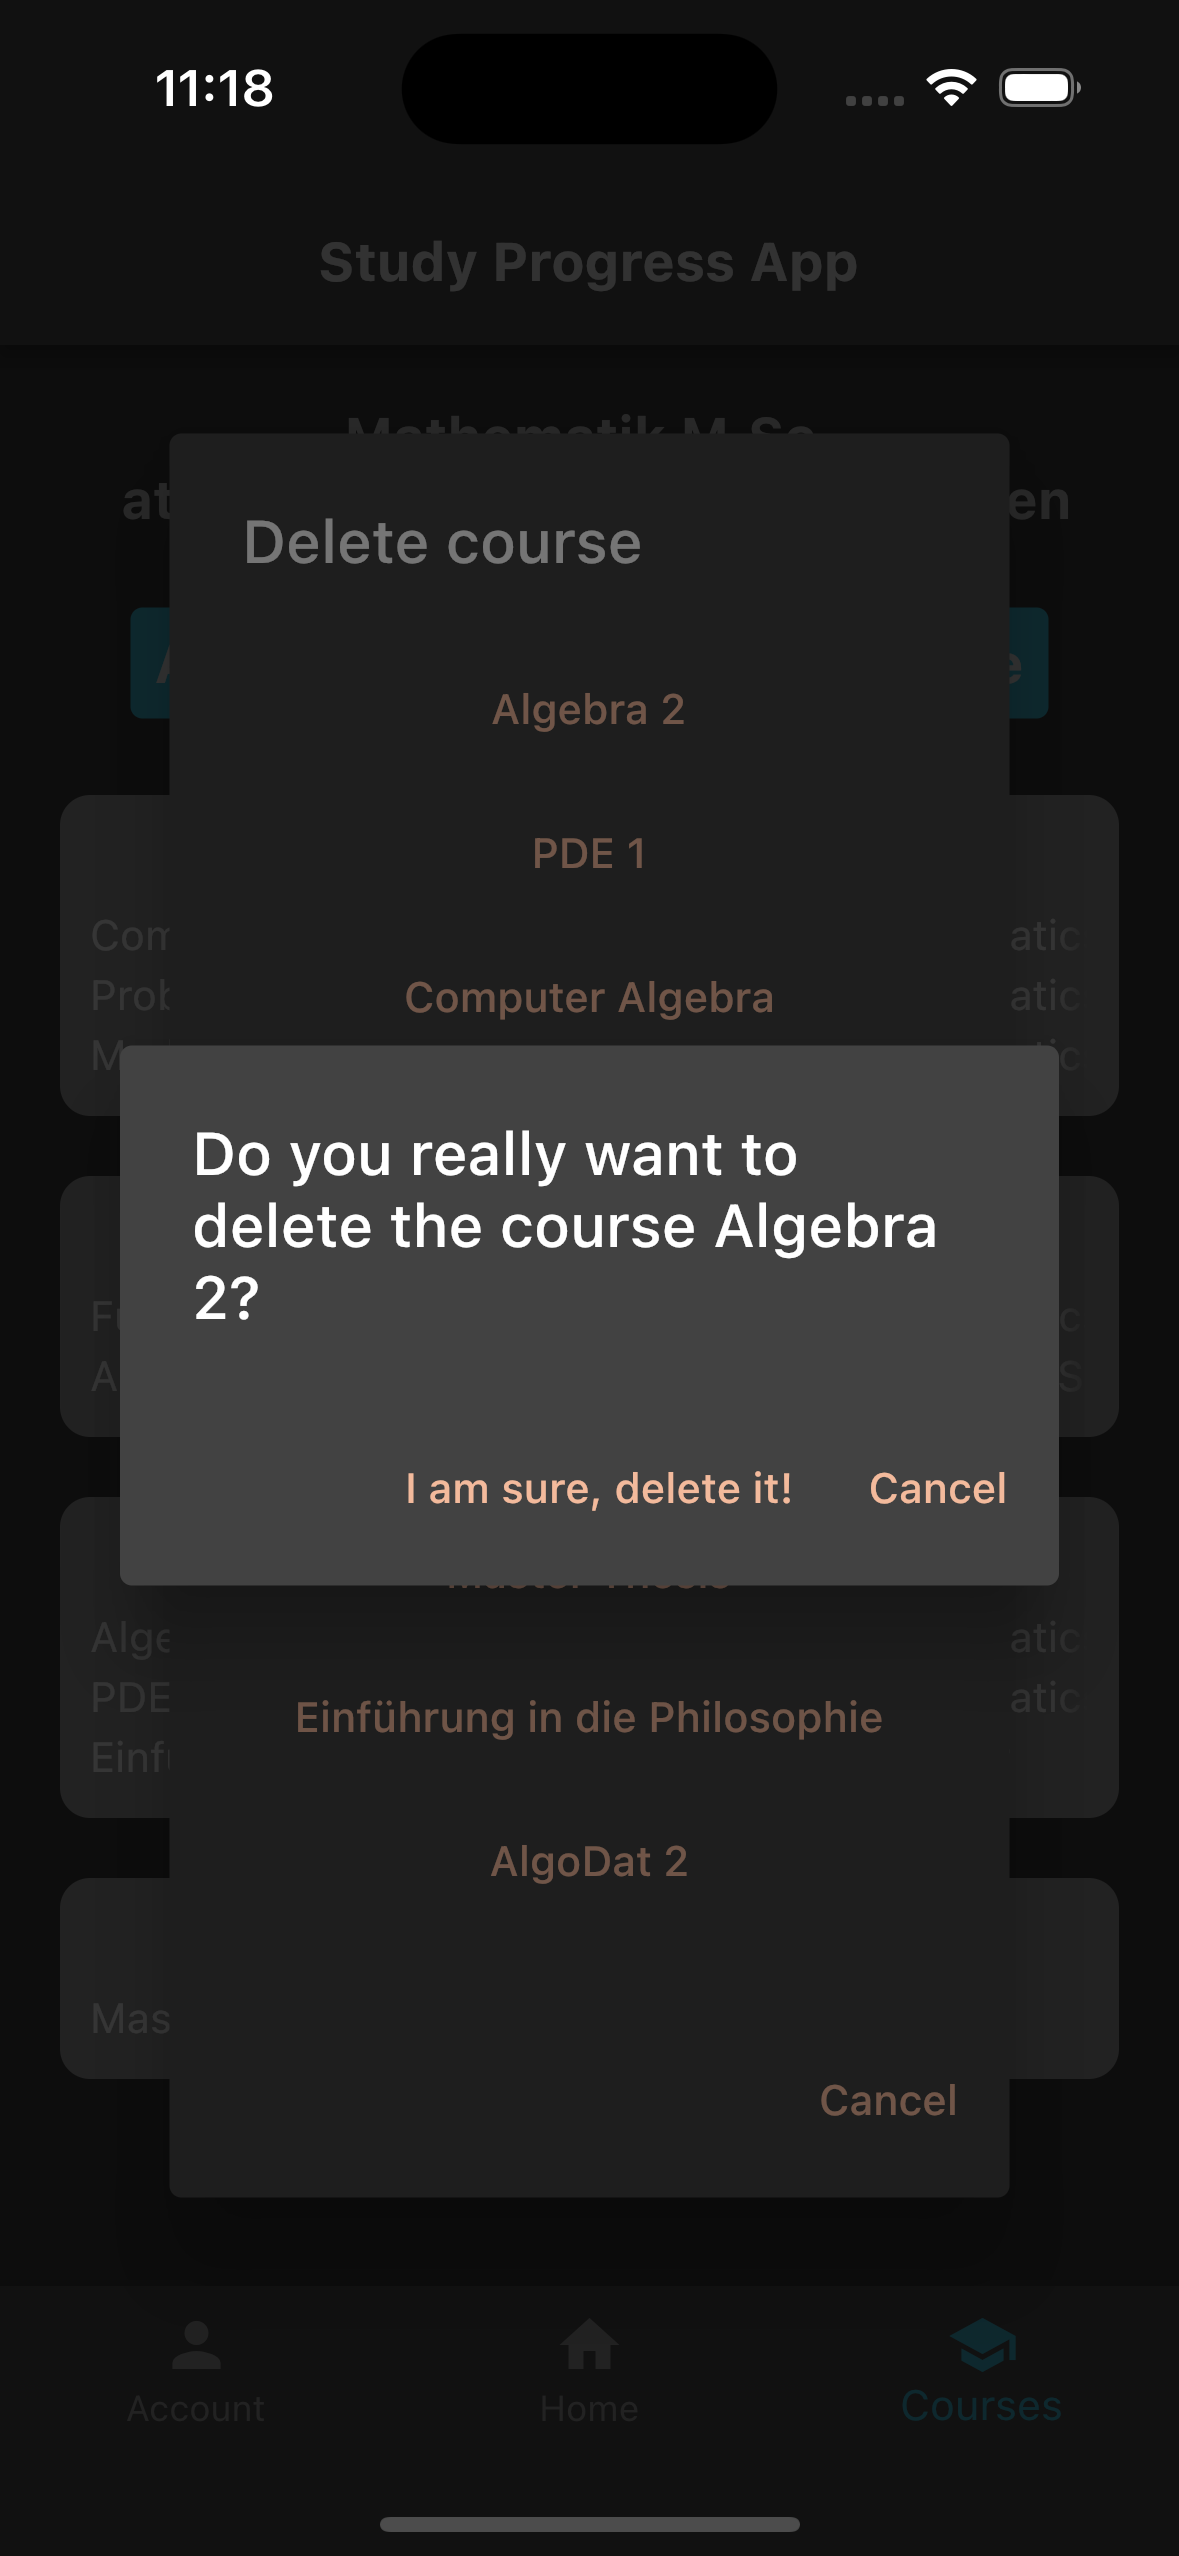 11:18
Study Progress App
Mathematik M.Sc.
Delete course
Algebra 2
PDE 1
Computer Algebra
Do you really want to
delete the course Algebra
2?
I am sure, delete it!
Cancel
Master Thesis
Einführung in die Philosophie
AlgoDat 2
Cancel
Account
Home
Courses